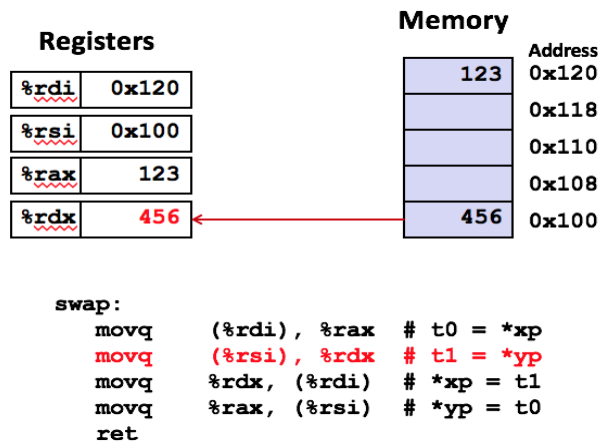 Registers
%rdi 0x120
%rsi 0x100
%rax 123
%rdx 456
Memory
Address
123 0x120
0x118
0x110
0x108
456 0x100
swap:
movq (%rdi), %rax # t0 = *xp
movq (%rsi), %rdx # t1 = *yp
movq %rdx, (%rdi) # *xp = t1
movq %rax, (%rsi) # *yp = t0
ret